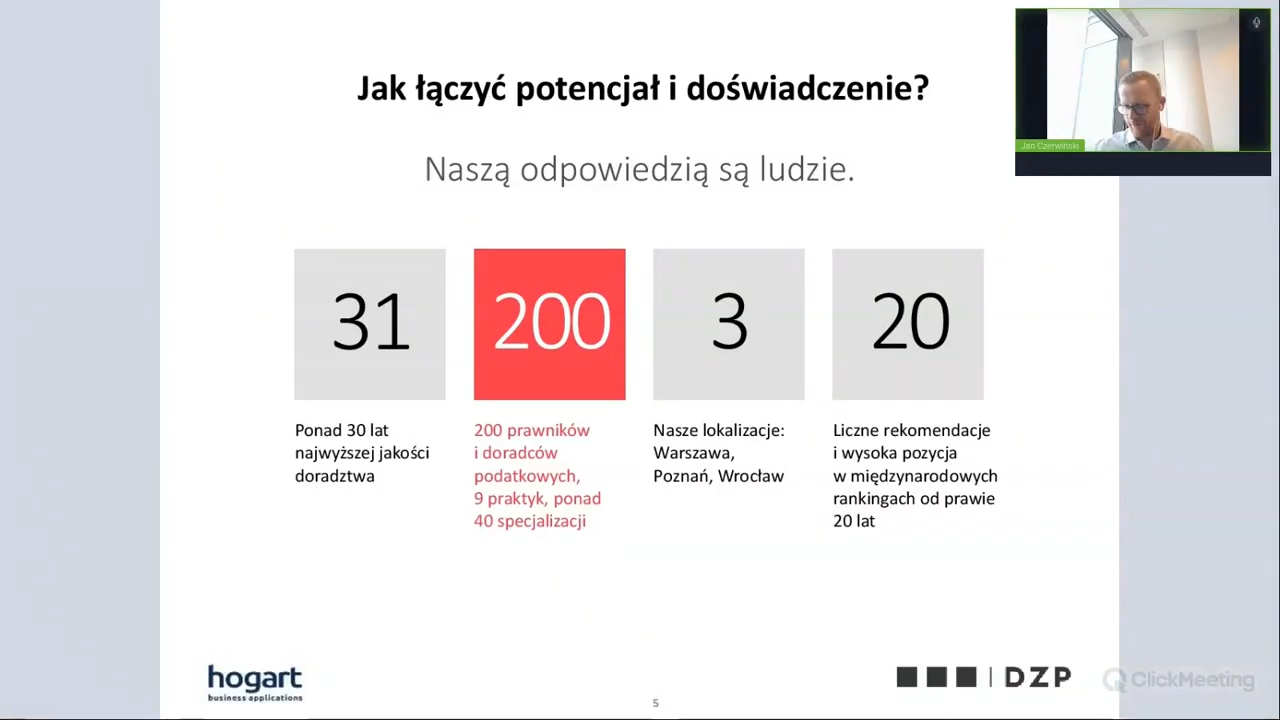 Jak łączyć potencjał i doświadczenie?
Naszą odpowiedzią są ludzie.
Jan Czerwiński
31
200
3
20
Ponad 30 lat
najwyższej jakości
doradztwa
200 prawników
i doradców
podatkowych,
9 praktyk, ponad
40 specjalizacji
Nasze lokalizacje:
Warszawa,
Poznań, Wrocław
Liczne rekomendacje
i wysoka pozycja
w międzynarodowych
rankingach od prawie
20 lat
hogart
business applications
DZP
ClickMeeting
5